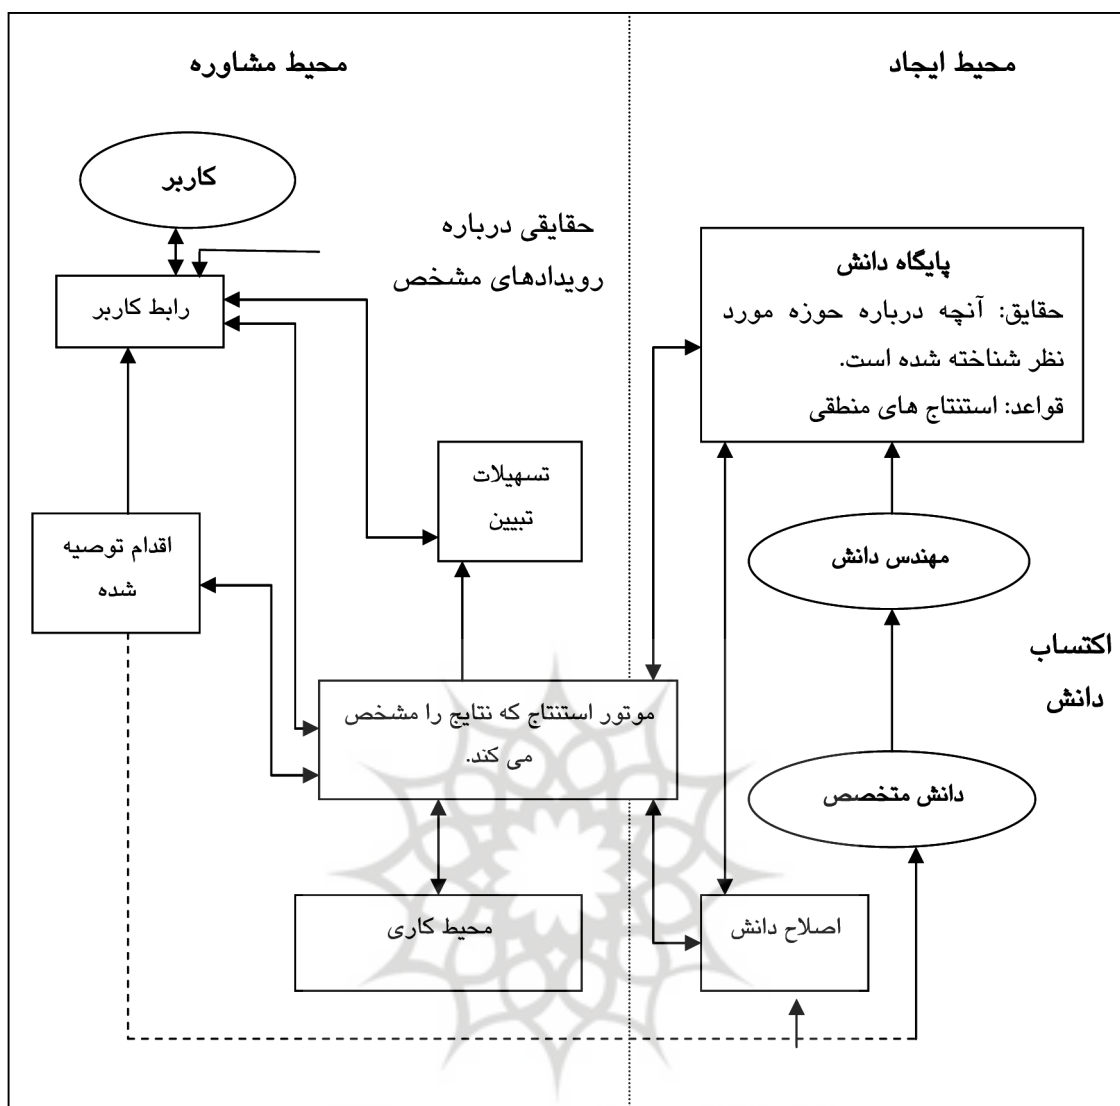 محیط ایجاد
محیط مشاوره
کاربر
حقایقی درباره
رویدادهای مشخص
رابط کاربر
پایگاه دانش
حقایق: آنچه درباره حوزه مورد
نظر شناخته شده است.
قواعد: استنتاج های منطقی
تسهیلات
تبیین
اقدام توصیه
شده
مهندس دانش
اکتساب
دانش
موتور استنتاج که نتایج را مشخص
می کند.
دانش متخصص
محیط کاری
اصلاح دانش